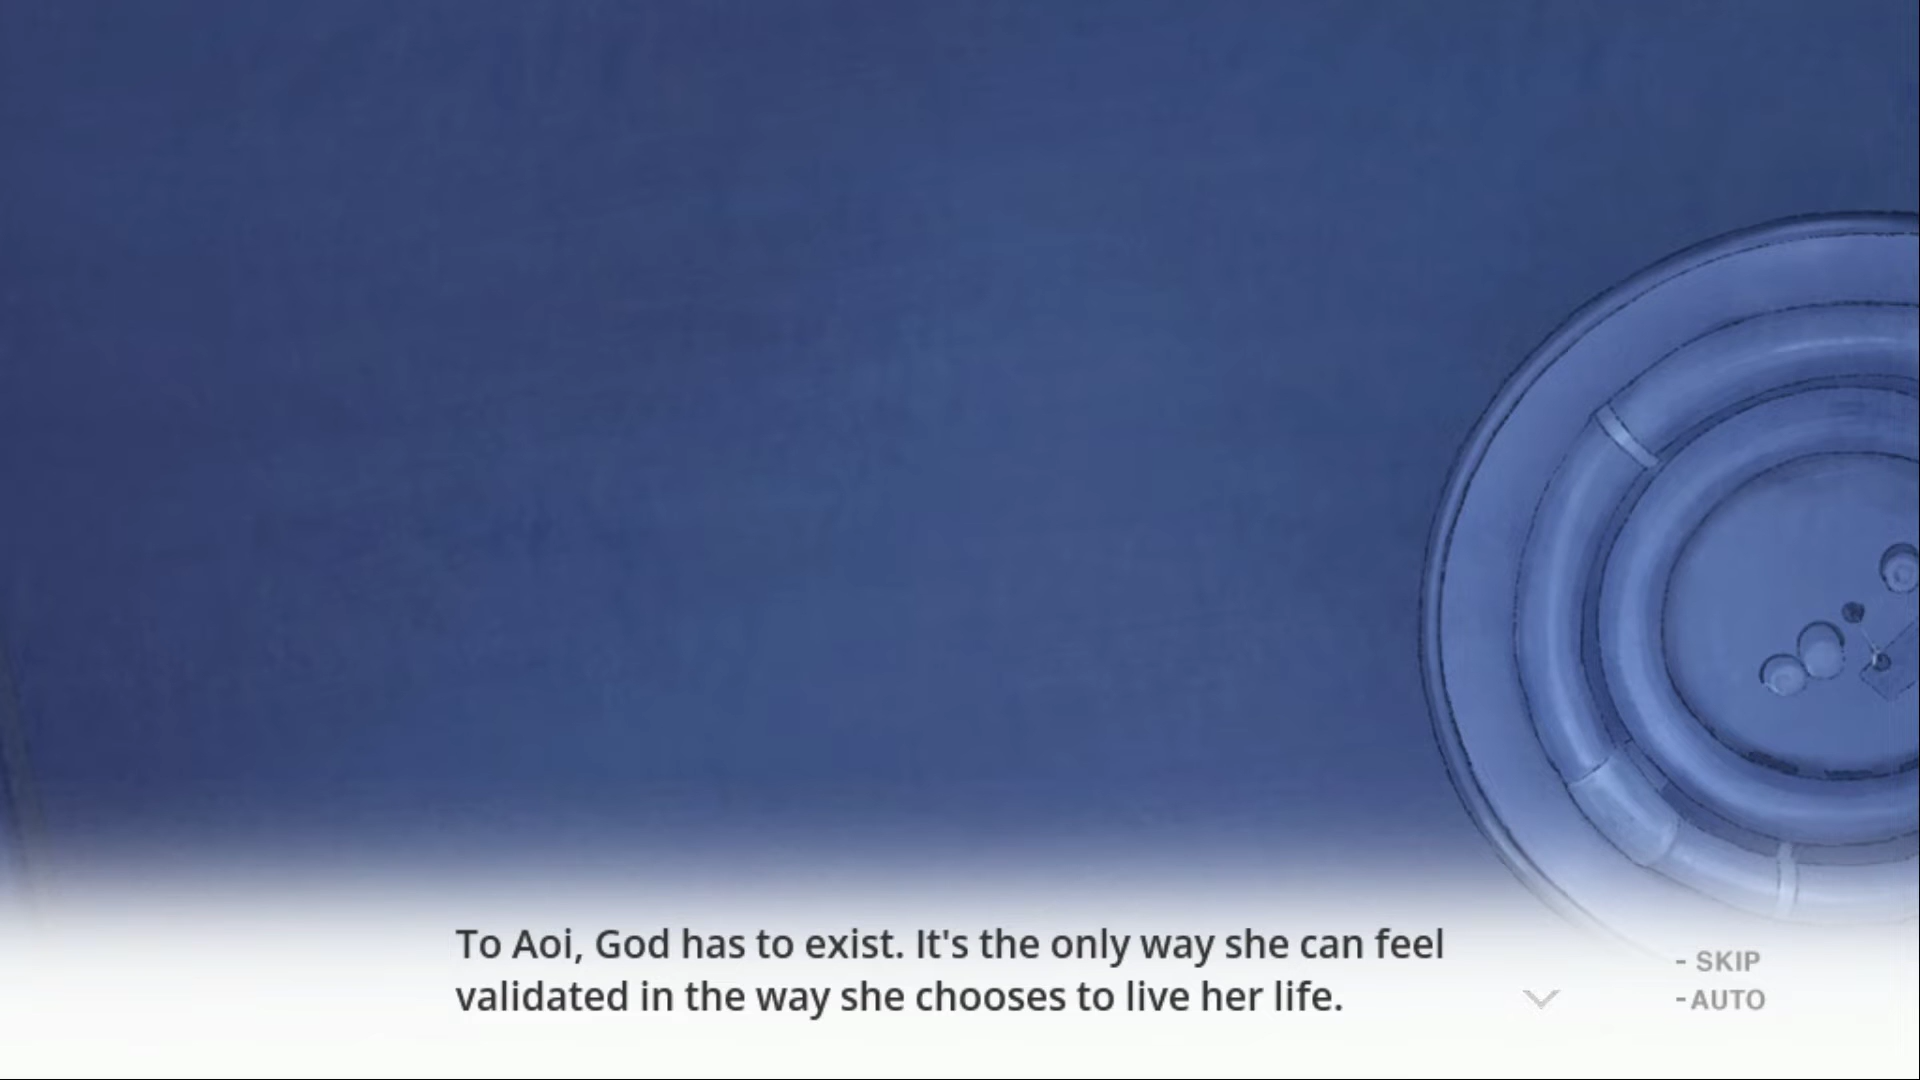 To Aoi, God has to exist. It's the only way she can feel
validated in the way she chooses to live her life.
- SKIP
-AUTO